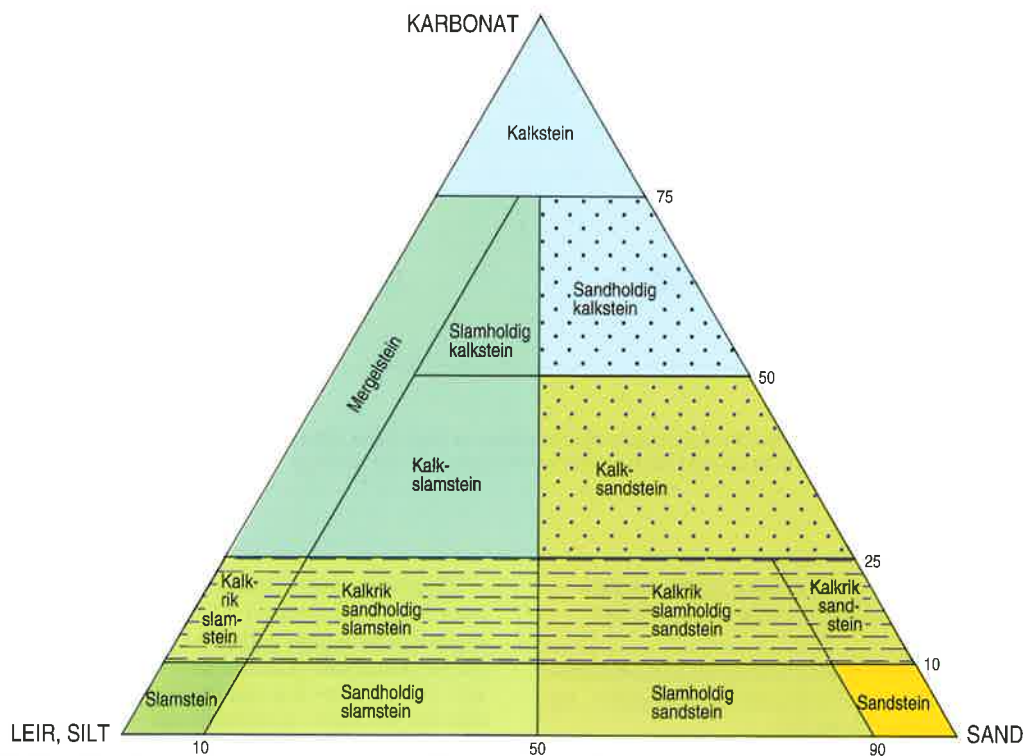 KARBONAT
Kalkstein
75
Sandholdig
kalkstein
Slamholdig
kalkstein
Mergelstein
50
Kalk-
slamstein
Kalk-
sandstein
25
Kalk-
rik
slam-
stein
Kalkrik
sandholdig
slamstein
Kalkrik
slamholdig
sandstein
Kalkrik
sand-
stein
10
Slamstein
Sandholdig
slamstein
Slamholdig
sandstein
Sandstein
LEIR, SILT
SAND
10
50
90